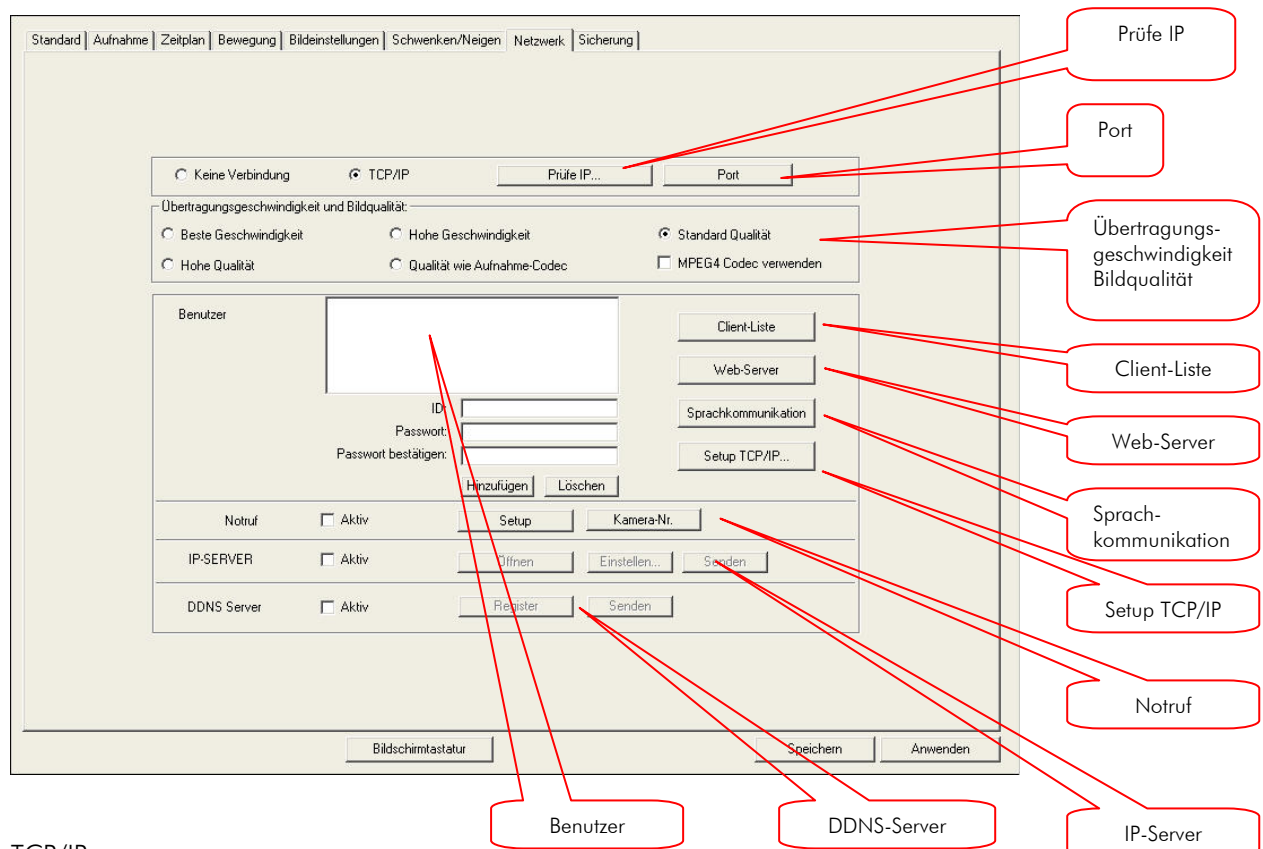 Standard Aufnahme Zeitplan Bewegung Bildeinstellungen Schwenken/Neigen Netzwerk Sicherung
Prüfe IP
Port
Keine Verbindung TCP/IP Prüfe IP... Port
Übertragungsgeschwindigkeit und Bildqualität:
Beste Geschwindigkeit Hohe Geschwindigkeit Standard Qualität
Hohe Qualität Qualität wie Aufnahme-Codec MPEG4 Codec verwenden
Übertragungs-
geschwindigkeit
Bildqualität
Benutzer
Client-Liste
Web-Server
ID:
Sprachkommunikation
Passwort:
Passwort bestätigen:
Setup TCP/IP...
Hinzufügen Löschen
Notruf Aktiv Setup Kamera-Nr.
IP-SERVER Aktiv Öffnen Einstellen... Senden
DDNS Server Aktiv Register Senden
Client-Liste
Web-Server
Sprach-
kommunikation
Setup TCP/IP
Notruf
Bildschirmtastatur Speichern Anwenden
Benutzer
DDNS-Server
IP-Server
TCP/IP